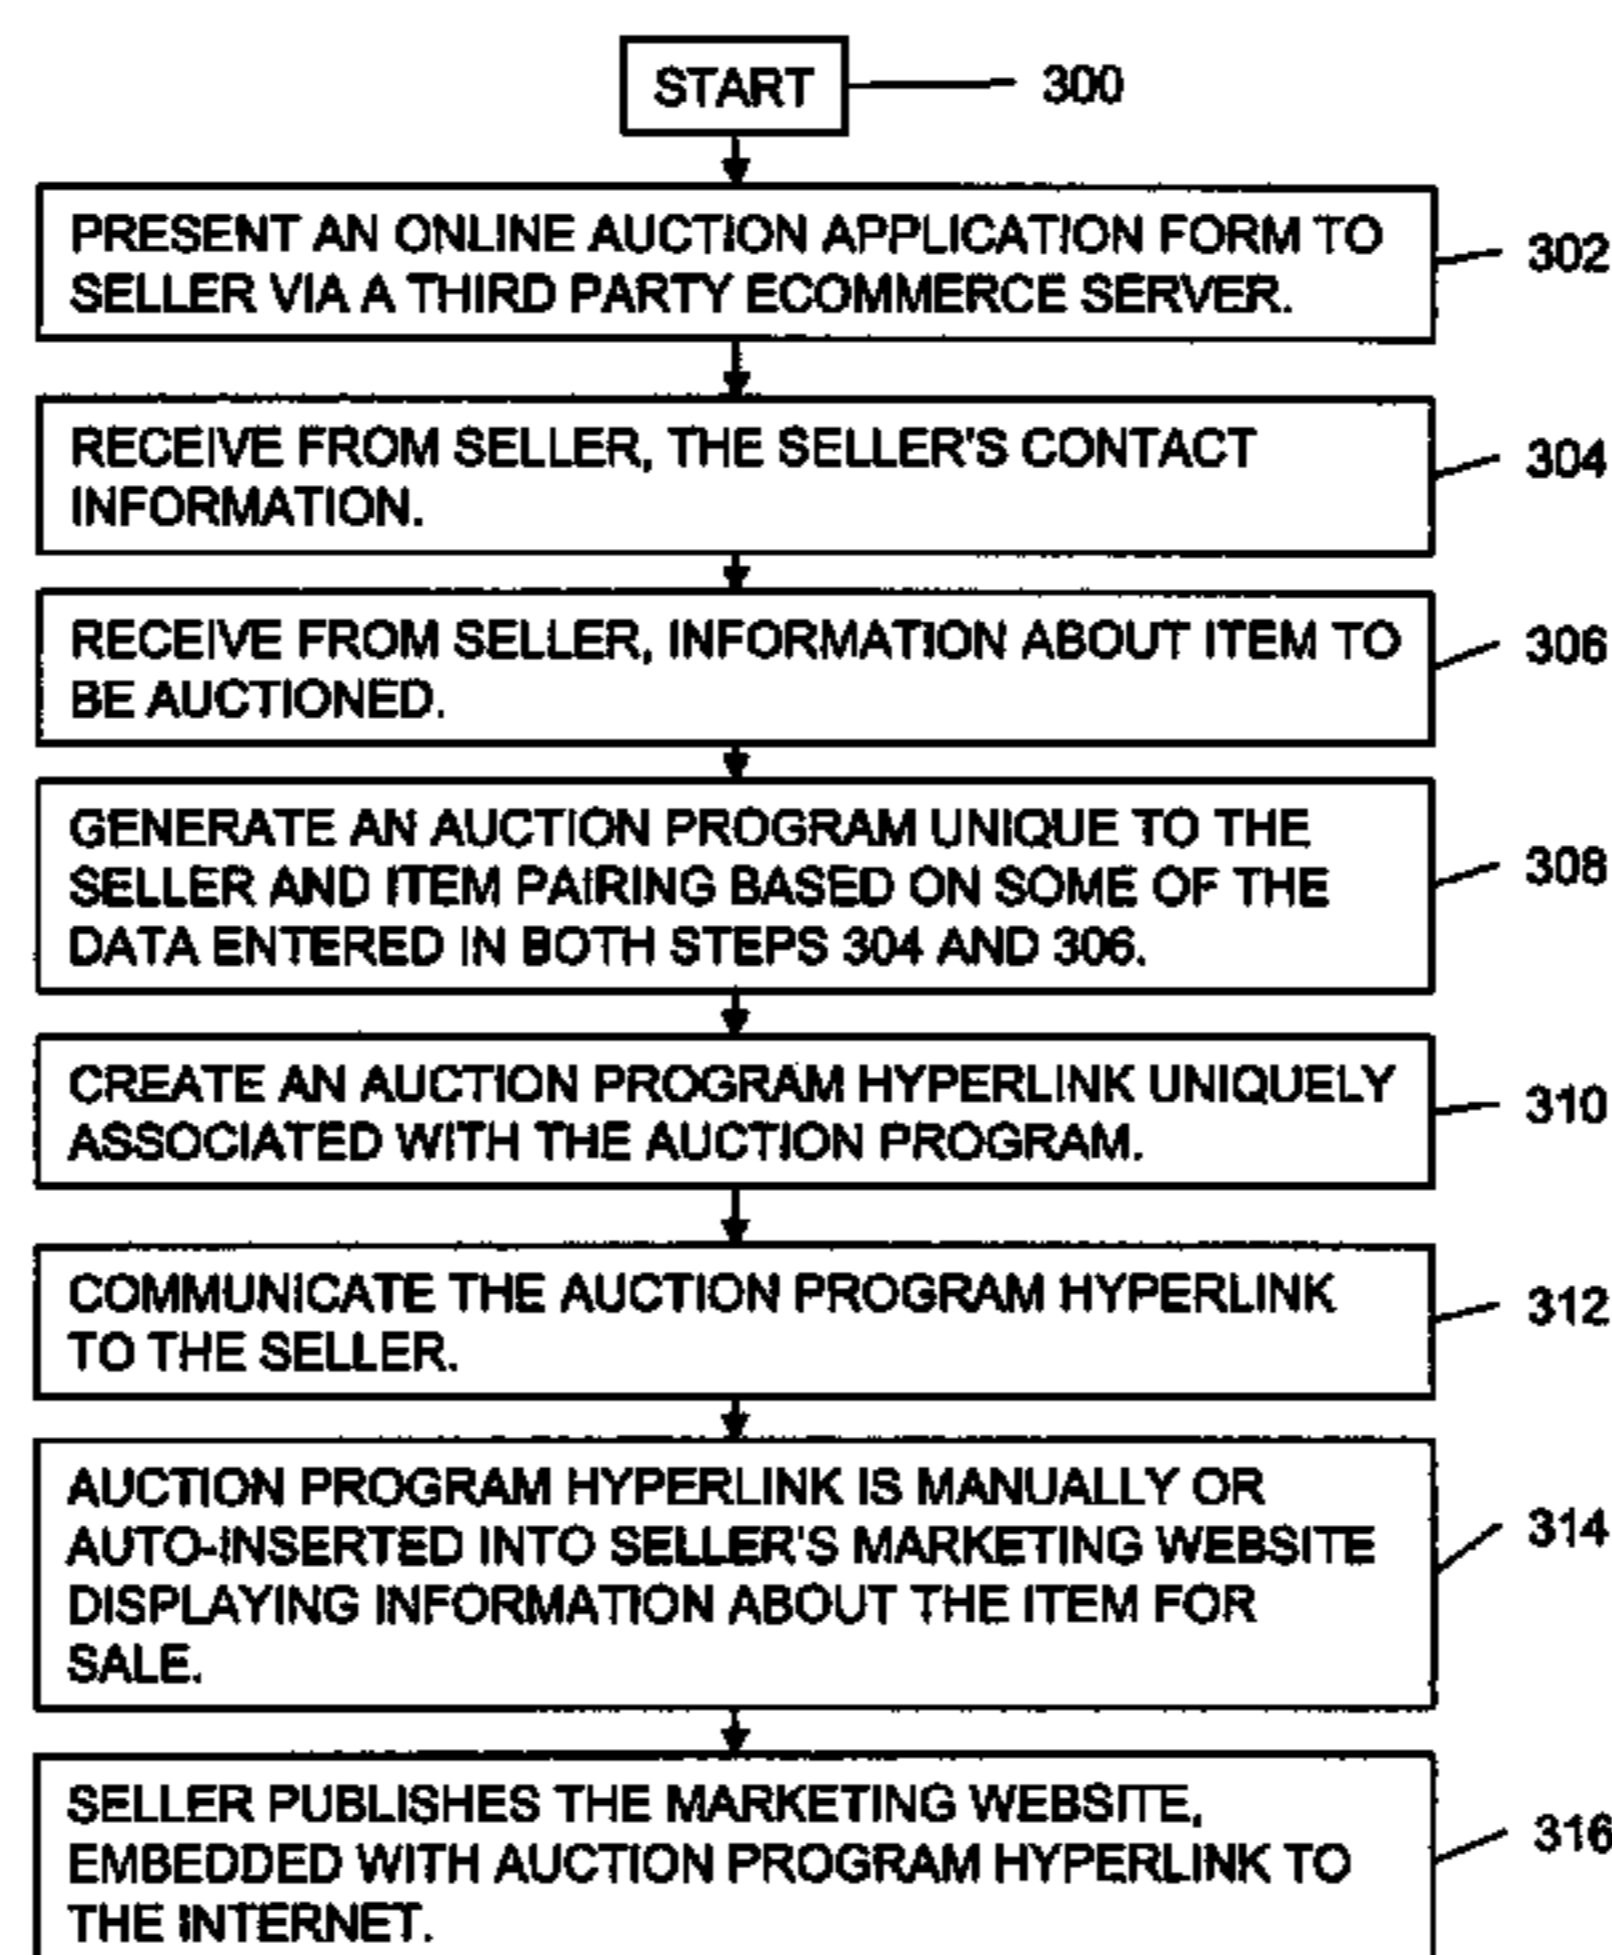 START
300
PRESENT AN ONLINE AUCTION APPLICATION FORM TO
SELLER VIA A THIRD PARTY ECOMMERCE SERVER.
302
RECEIVE FROM SELLER, THE SELLER'S CONTACT
INFORMATION.
304
RECEIVE FROM SELLER, INFORMATION ABOUT ITEM TO
BE AUCTIONED.
306
GENERATE AN AUCTION PROGRAM UNIQUE TO THE
SELLER AND ITEM PAIRING BASED ON SOME OF THE
DATA ENTERED IN BOTH STEPS 304 AND 306.
308
CREATE AN AUCTION PROGRAM HYPERLINK UNIQUELY
ASSOCIATED WITH THE AUCTION PROGRAM.
310
COMMUNICATE THE AUCTION PROGRAM HYPERLINK
TO THE SELLER.
312
AUCTION PROGRAM HYPERLINK IS MANUALLY OR
AUTO-INSERTED INTO SELLER'S MARKETING WEBSITE
DISPLAYING INFORMATION ABOUT THE ITEM FOR
SALE.
314
SELLER PUBLISHES THE MARKETING WEBSITE,
EMBEDDED WITH AUCTION PROGRAM HYPERLINK TO
THE INTERNET.
316